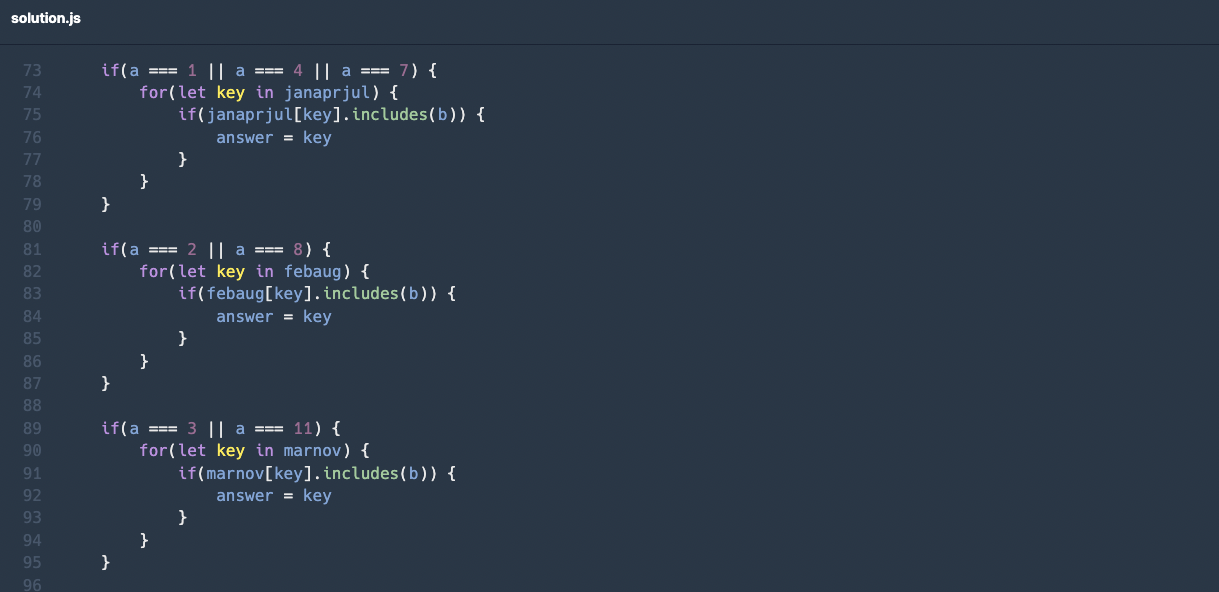 solution.js
73 if(a === 1 || a === 4 || a === 7) {
74 for(let key in janaprjul) {
75 if(janaprjul[key].includes(b)) {
76 answer = key
77 }
78 }
79 }
80
81 if(a === 2 || a === 8) {
82 for(let key in febaug) {
83 if(febaug[key].includes(b)) {
84 answer = key
85 }
86 }
87 }
88
89 if(a === 3 || a === 11) {
90 for(let key in marnov) {
91 if(marnov[key].includes(b)) {
92 answer = key
93 }
94 }
95 }
96